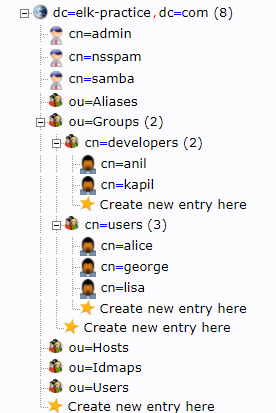 dc=elk-practice,dc=com (8)
cn=admin
cn=nsspam
cn=samba
ou=Aliases
ou=Groups (2)
cn=developers (2)
cn=anil
cn=kapil
Create new entry here
cn=users (3)
cn=alice
cn=george
cn=lisa
Create new entry here
Create new entry here
ou=Hosts
ou=Idmaps
ou=Users
Create new entry here